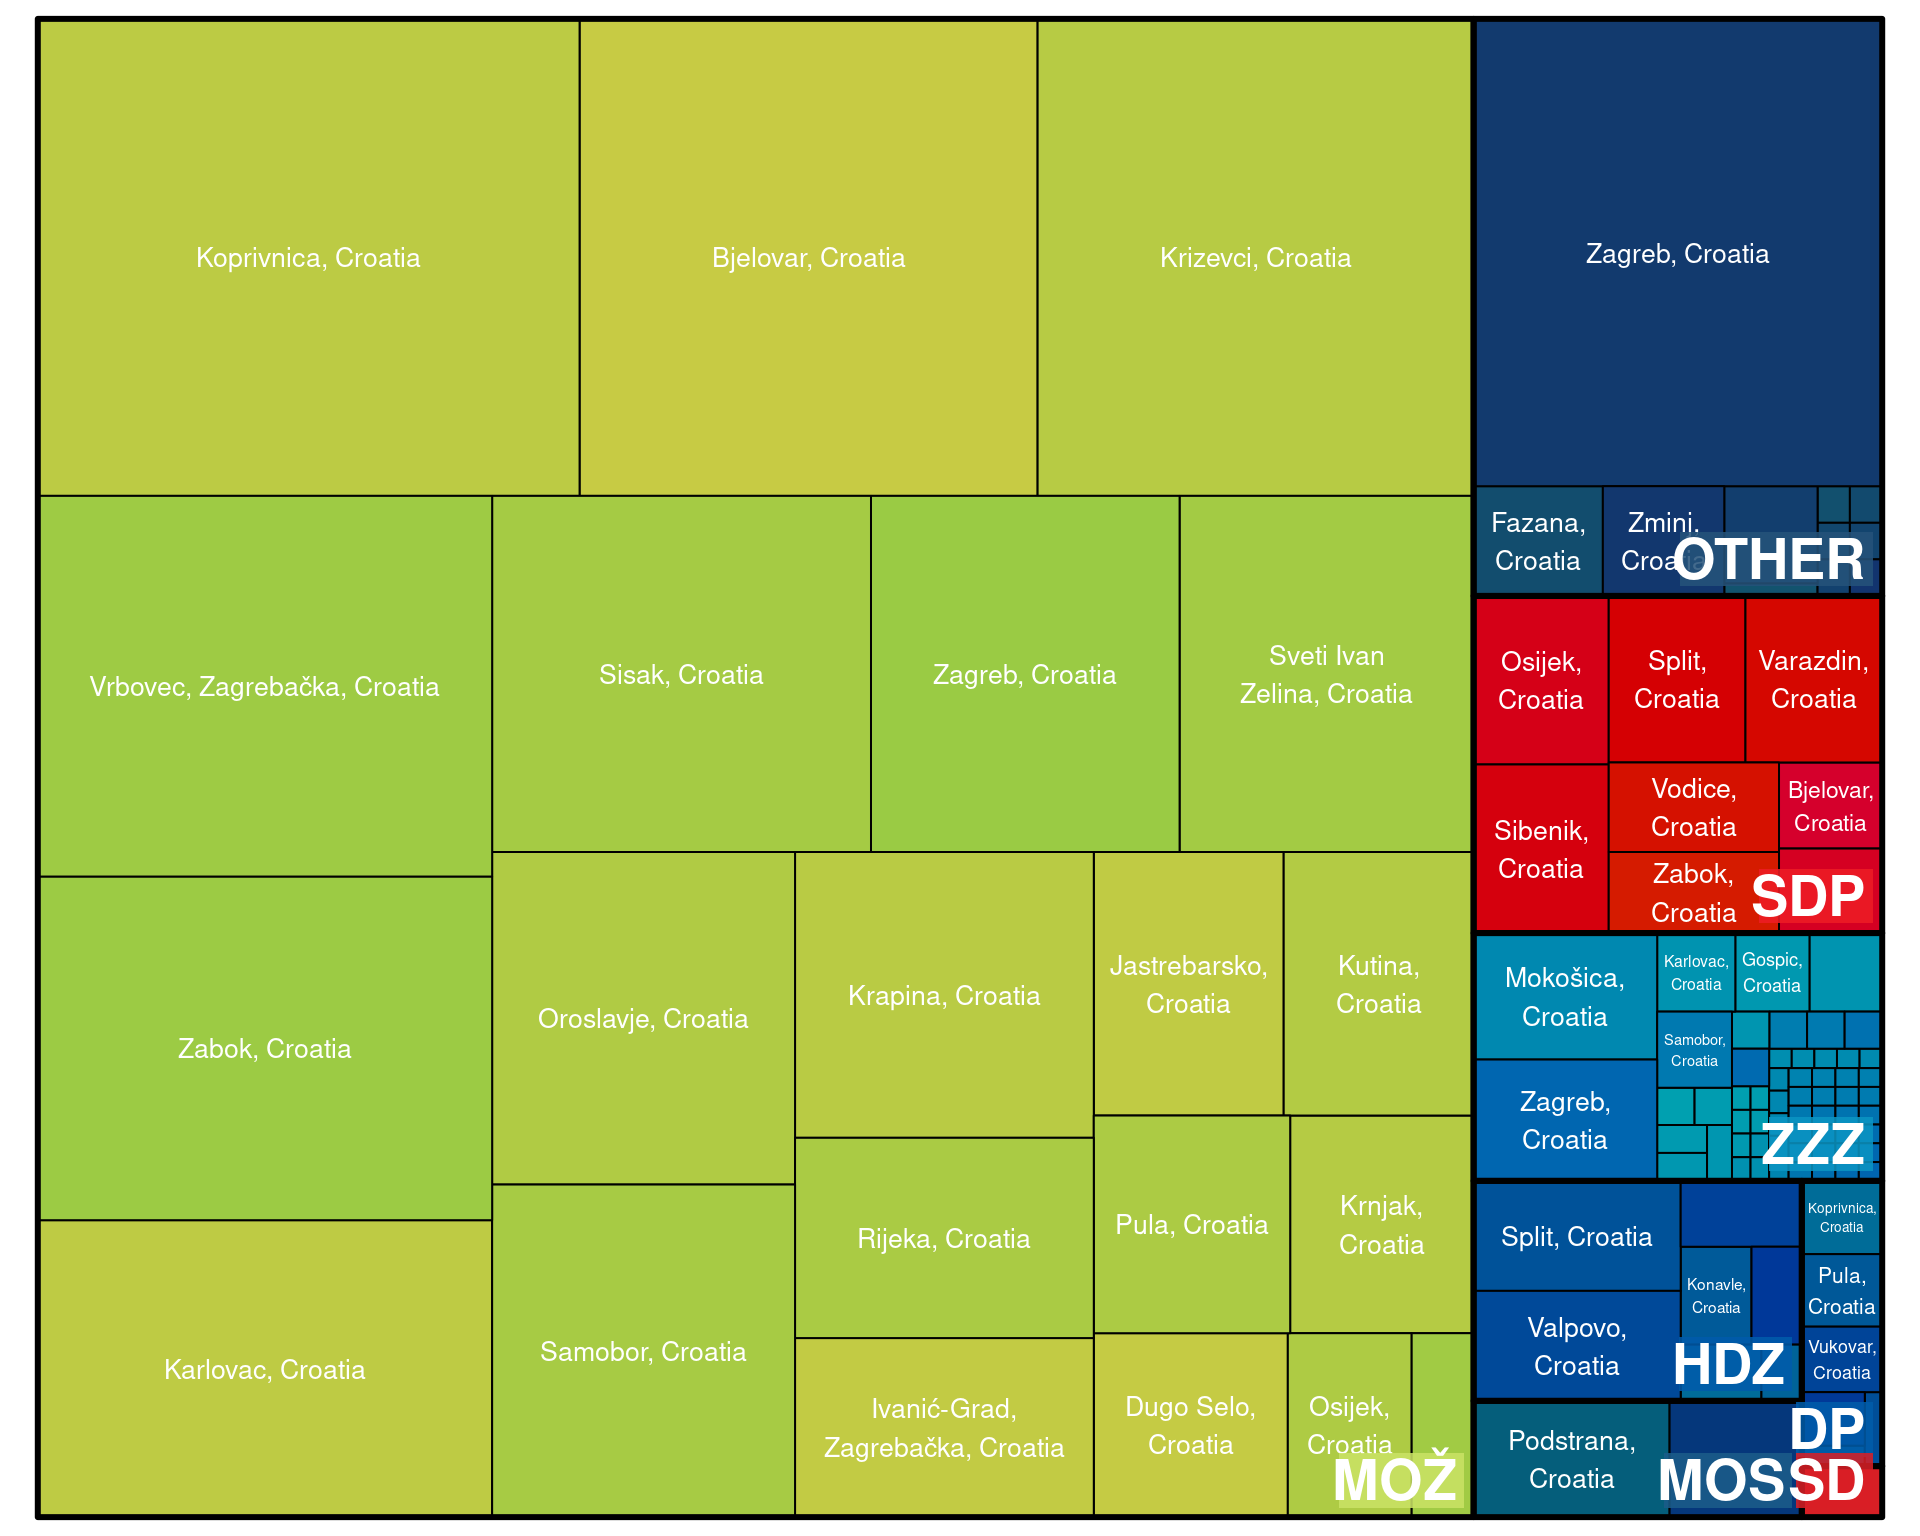 Koprivnica, Croatia
Bjelovar, Croatia
Krizevci, Croatia
Vrbovec, Zagrebačka, Croatia
Sisak, Croatia
Zagreb, Croatia
Sveti Ivan
Zelina, Croatia
Zabok, Croatia
Oroslavje, Croatia
Krapina, Croatia
Jastrebarsko,
Croatia
Kutina,
Croatia
Karlovac, Croatia
Samobor, Croatia
Rijeka, Croatia
Pula, Croatia
Krnjak,
Croatia
Ivanić-Grad,
Zagrebačka, Croatia
Dugo Selo,
Croatia
Osijek,
Croatia
MOŽ
Zagreb, Croatia
Fazana,
Croatia
Zmini,
Croatia
OTHER
Osijek,
Croatia
Split,
Croatia
Varazdin,
Croatia
Sibenik,
Croatia
Vodice,
Croatia
Bjelovar,
Croatia
Zabok,
Croatia
SDP
Mokošica,
Croatia
Karlovac,
Croatia
Gospic,
Croatia
Samobor,
Croatia
Zagreb,
Croatia
ZZZ
Split, Croatia
Konavle,
Croatia
Valpovo,
Croatia
HDZ
Koprivnica,
Croatia
Pula,
Croatia
Vukovar,
Croatia
DP
Podstrana,
Croatia
MOS
SD